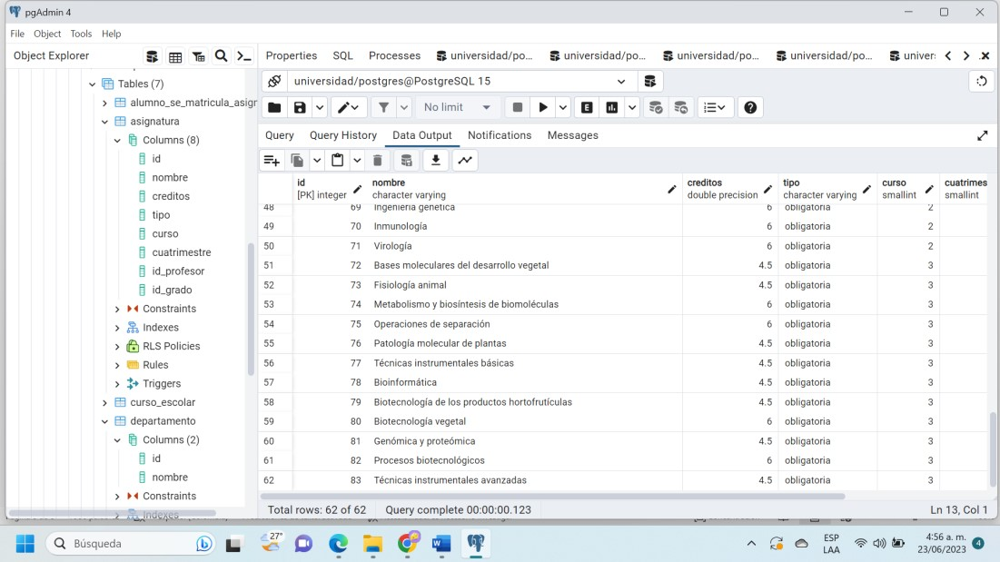 pgAdmin 4
File Object Tools Help
Object Explorer
Properties SQL Processes universidad/po... universidad/po... universidad/po... universidad/po... univer:
Tables (7)
alumno_se_matricula_asigr
asignatura
Columns (8)
id
nombre
creditos
tipo
curso
cuatrimestre
id_profesor
id_grado
Constraints
Indexes
RLS Policies
Rules
Triggers
curso_escolar
departamento
Columns (2)
id
nombre
Constraints
Indexes
universidad/postgres@PostgreSQL 15
No limit
Query Query History Data Output Notifications Messages
id nombre creditos tipo curso cuatrimes
[PK] integer character varying double precision character varying smallint smallint
48 69 Ingeniería genética 6 obligatoria 2
49 70 Inmunología 6 obligatoria 2
50 71 Virología 6 obligatoria 2
51 72 Bases moleculares del desarrollo vegetal 4.5 obligatoria 3
52 73 Fisiología animal 4.5 obligatoria 3
53 74 Metabolismo y biosíntesis de biomoléculas 6 obligatoria 3
54 75 Operaciones de separación 6 obligatoria 3
55 76 Patología molecular de plantas 4.5 obligatoria 3
56 77 Técnicas instrumentales básicas 4.5 obligatoria 3
57 78 Bioinformática 4.5 obligatoria 3
58 79 Biotecnología de los productos hortofrutículas 4.5 obligatoria 3
59 80 Biotecnología vegetal 6 obligatoria 3
60 81 Genómica y proteómica 4.5 obligatoria 3
61 82 Procesos biotecnológicos 6 obligatoria 3
62 83 Técnicas instrumentales avanzadas 4.5 obligatoria 3
Total rows: 62 of 62 Query complete 00:00:00.123 Ln 13, Col 1
Búsqueda
27°
ESP
LAA
4:56 a. m.
23/06/2023
4